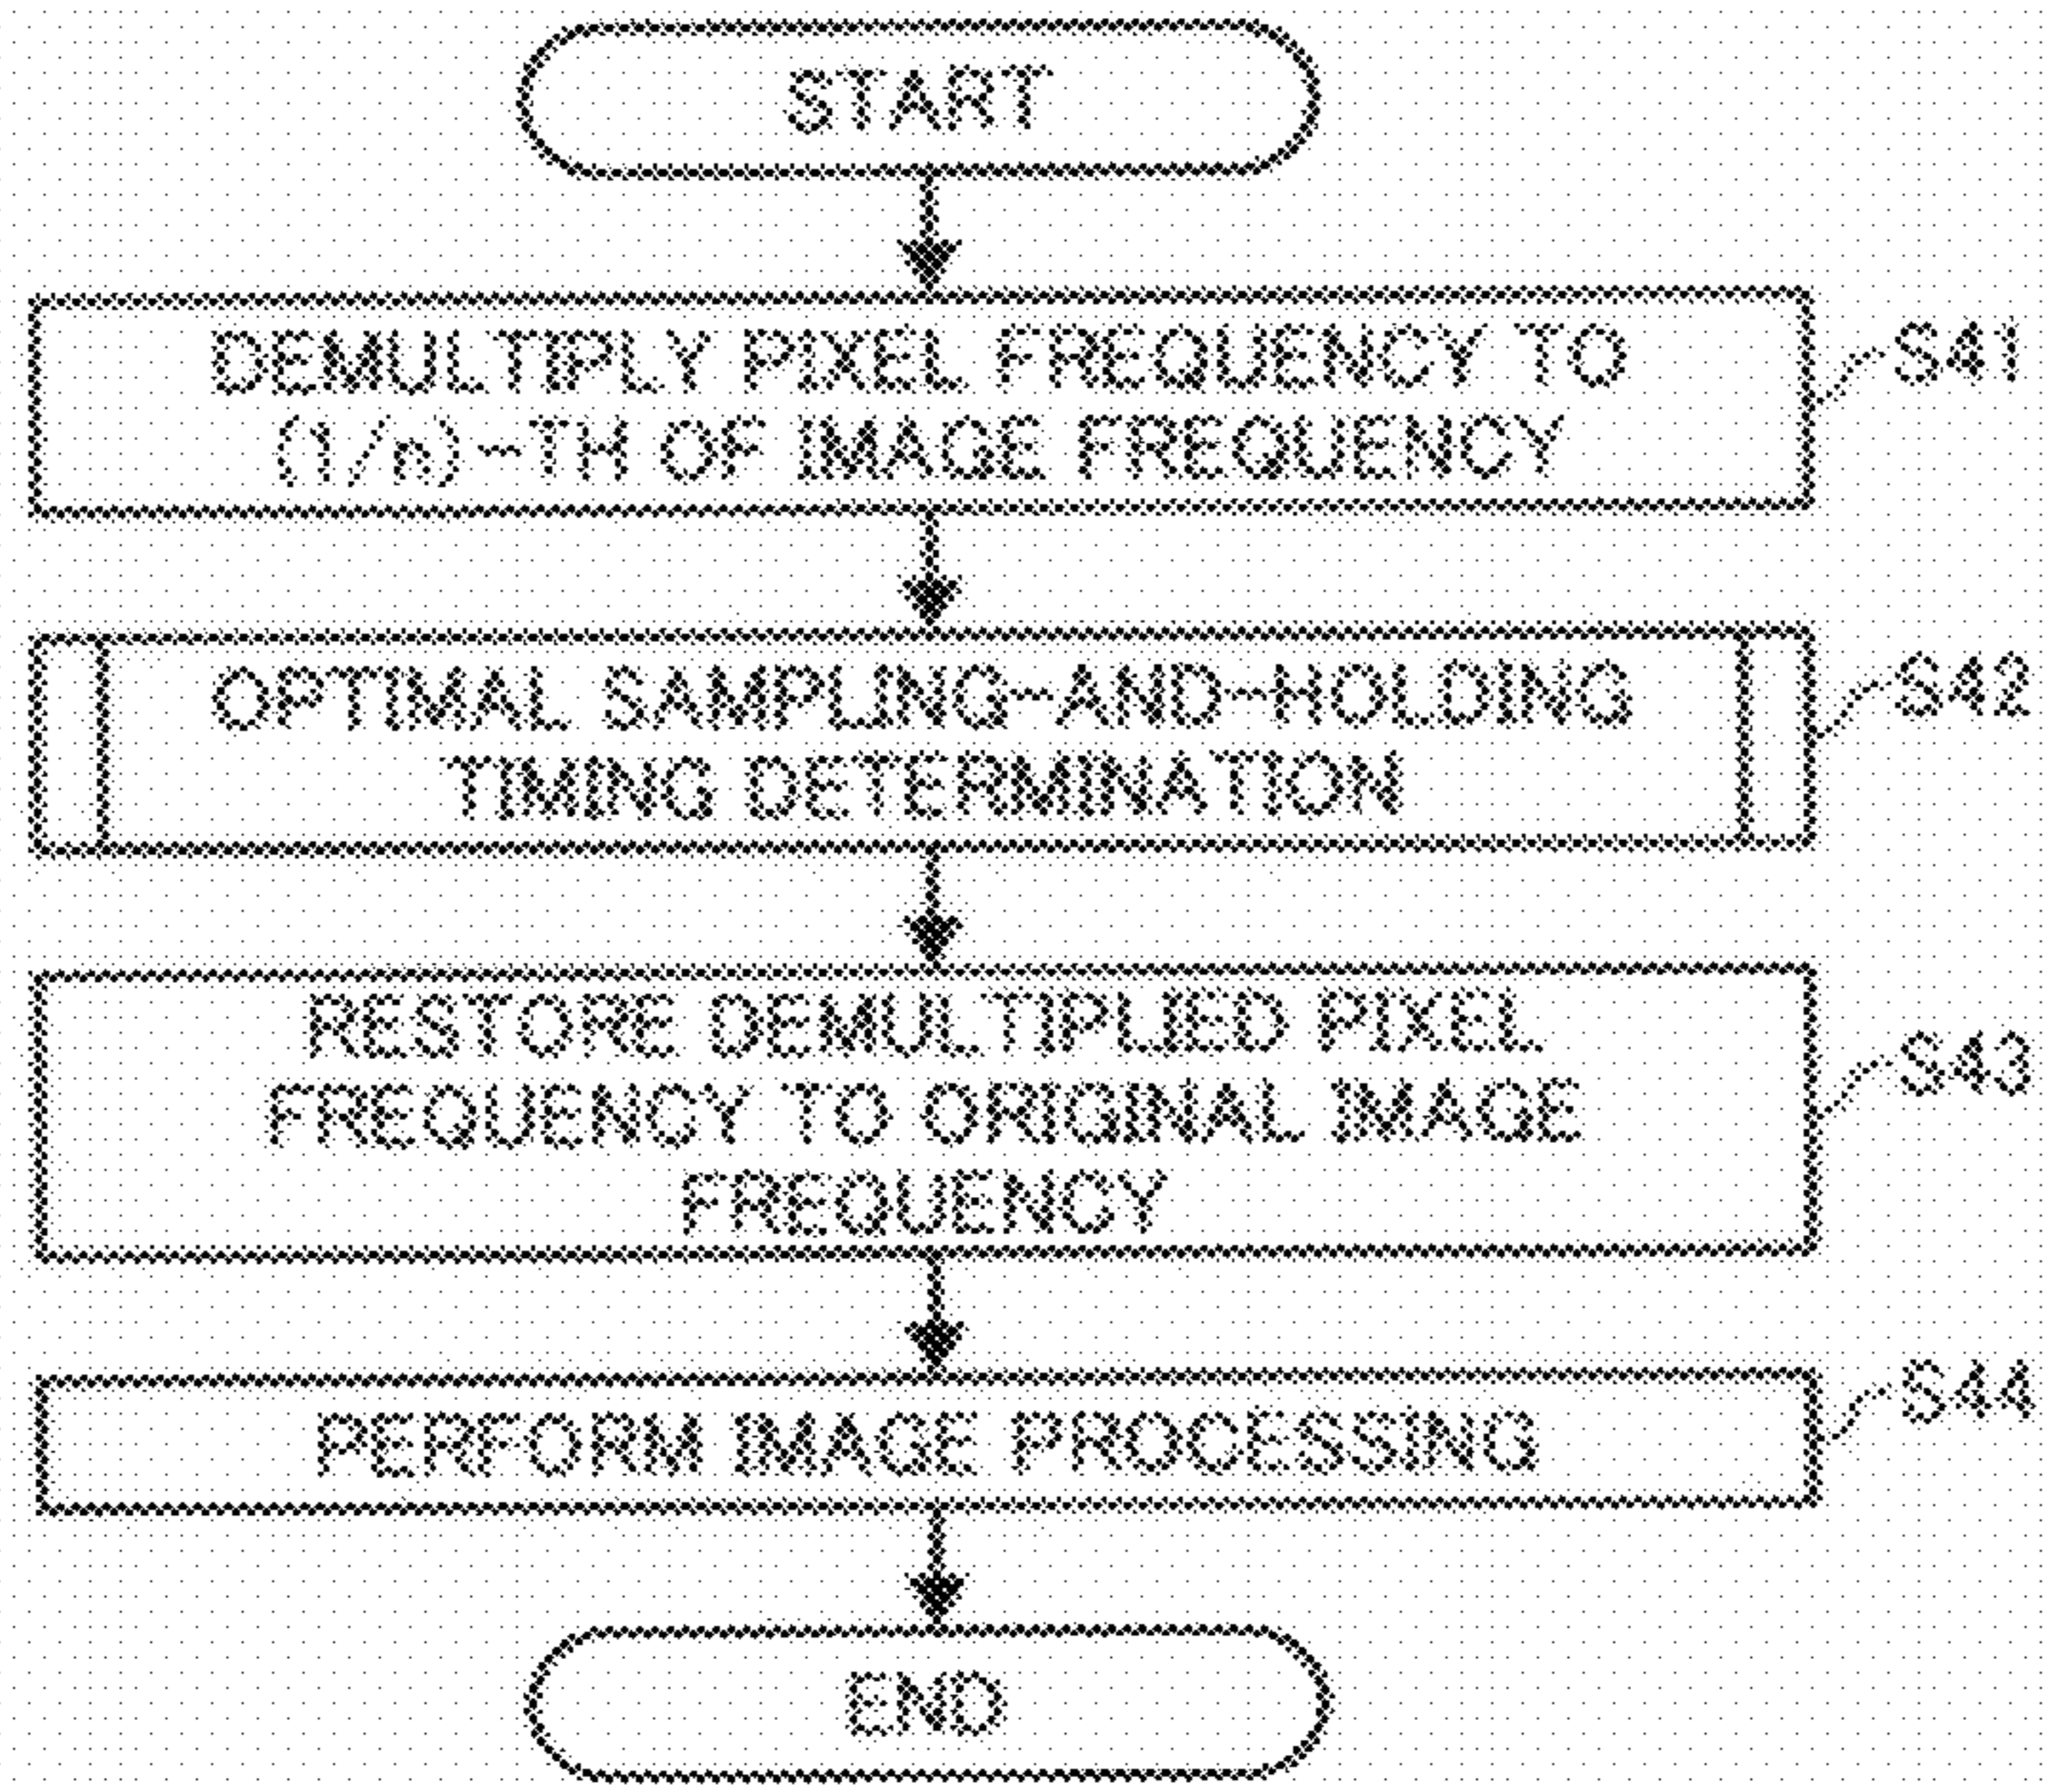 START
DEMULTIPLY PIXEL FREQUENCY TO
(1/n)-TH OF IMAGE FREQUENCY
S41
OPTIMAL SAMPLING-AND-HOLDING
TIMING DETERMINATION
S42
RESTORE DEMULTIPLIED PIXEL
FREQUENCY TO ORIGINAL IMAGE
FREQUENCY
S43
PERFORM IMAGE PROCESSING
S44
END